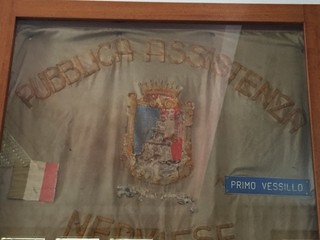 PUBBLICA ASSISTENZA
PRIMO VESSILLO